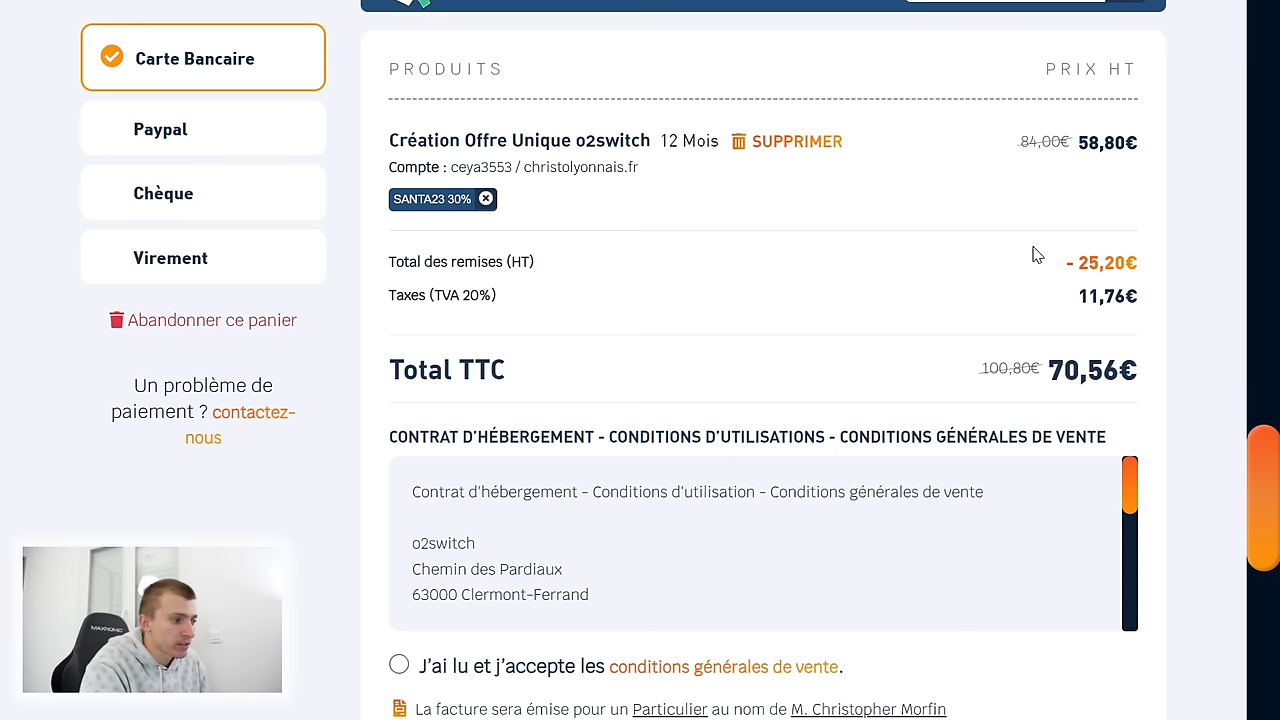 Carte Bancaire
Paypal
Chèque
Virement
Abandonner ce panier
Un problème de
paiement ? contactez-
nous
PRODUITS PRIX HT
Création Offre Unique o2switch 12 Mois SUPPRIMER 84,00€ 58,80€
Compte : ceya3553 / christolyonnais.fr
SANTA23 30%
Total des remises (HT) - 25,20€
Taxes (TVA 20%) 11,76€
Total TTC 100,80€ 70,56€
CONTRAT D'HÉBERGEMENT - CONDITIONS D'UTILISATIONS - CONDITIONS GÉNÉRALES DE VENTE
Contrat d'hébergement - Conditions d'utilisation - Conditions générales de vente
o2switch
Chemin des Pardiaux
63000 Clermont-Ferrand
J'ai lu et j'accepte les conditions générales de vente.
La facture sera émise pour un Particulier au nom de M. Christopher Morfin
MAXNOMIC